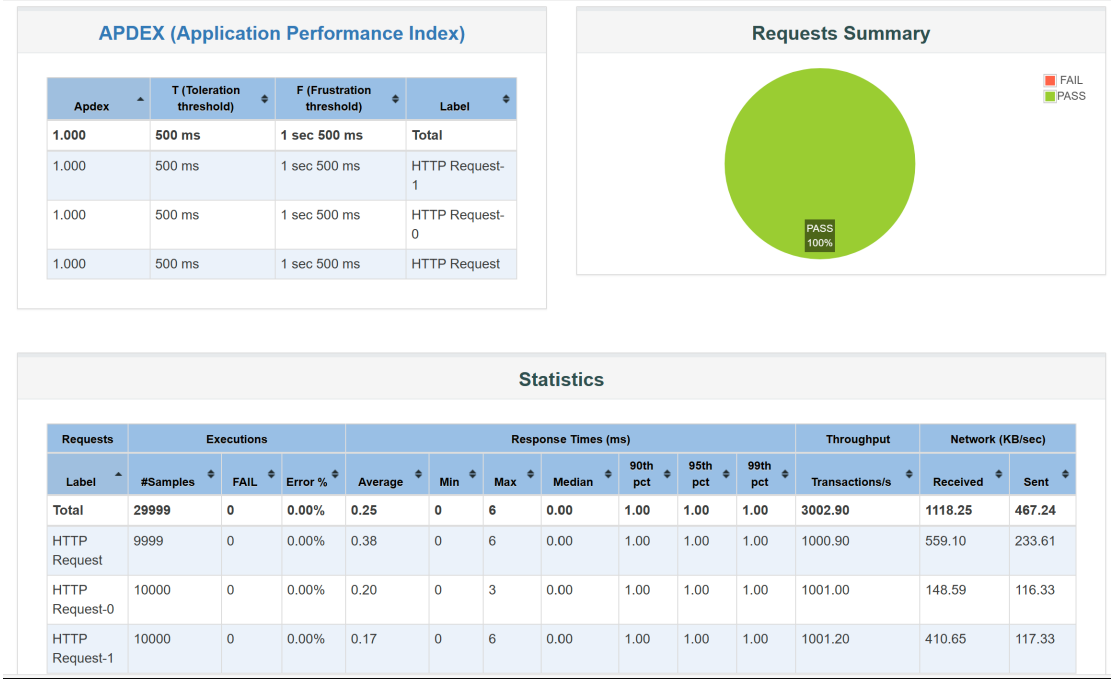 APDEX (Application Performance Index)
Apdex T (Toleration threshold) F (Frustration threshold) Label
1.000 500 ms 1 sec 500 ms Total
1.000 500 ms 1 sec 500 ms HTTP Request-1
1.000 500 ms 1 sec 500 ms HTTP Request-0
1.000 500 ms 1 sec 500 ms HTTP Request
Requests Summary
FAIL
PASS
PASS
100%
Statistics
Requests Executions Response Times (ms) Throughput Network (KB/sec)
Label #Samples FAIL Error % Average Min Max Median 90th pct 95th pct 99th pct Transactions/s Received Sent
Total 29999 0 0.00% 0.25 0 6 0.00 1.00 1.00 1.00 3002.90 1118.25 467.24
HTTP Request 9999 0 0.00% 0.38 0 6 0.00 1.00 1.00 1.00 1000.90 559.10 233.61
HTTP Request-0 10000 0 0.00% 0.20 0 3 0.00 1.00 1.00 1.00 1001.00 148.59 116.33
HTTP Request-1 10000 0 0.00% 0.17 0 6 0.00 1.00 1.00 1.00 1001.20 410.65 117.33